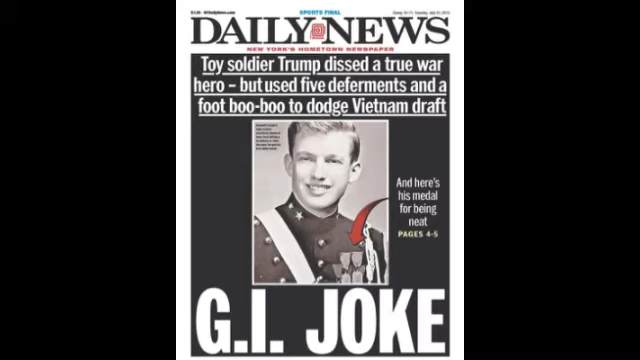 SPORTS FINAL
DAILY NEWS
NEW YORK'S HOMETOWN NEWSPAPER
Toy soldier Trump dissed a true war
hero – but used five deferments and a
foot boo-boo to dodge Vietnam draft
And here's
his medal
for being
neat
PAGES 4-5
G.I. JOKE